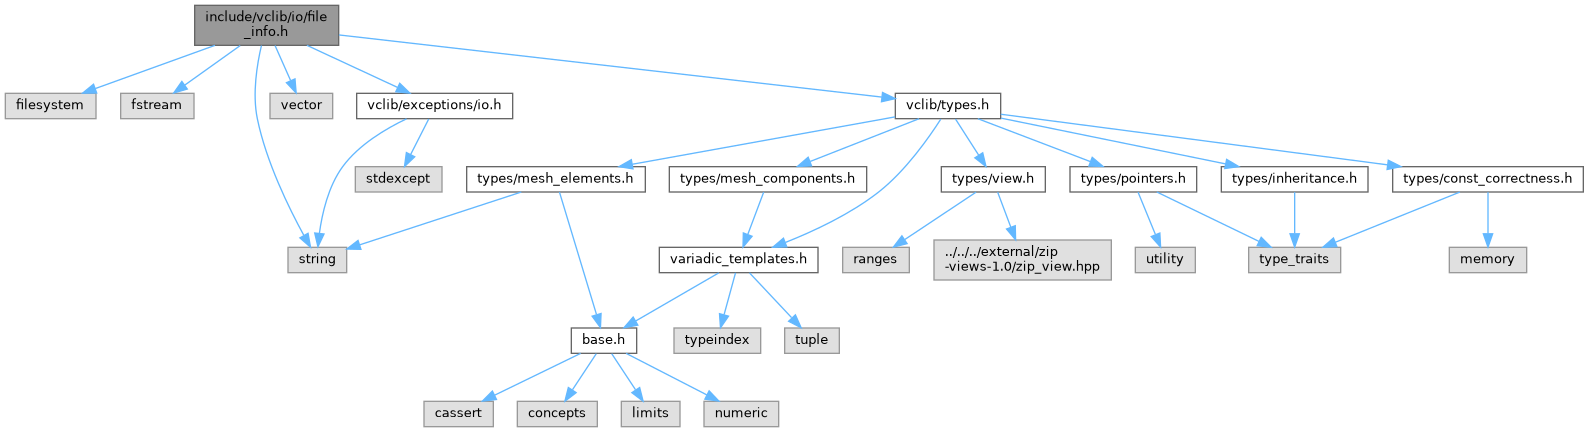 include/vclib/io/file
_info.h
filesystem
fstream
vector
vclib/exceptions/io.h
vclib/types.h
stdexcept
types/mesh_elements.h
types/mesh_components.h
types/view.h
types/pointers.h
types/inheritance.h
types/const_correctness.h
string
variadic_templates.h
ranges
../../../external/zip
-views-1.0/zip_view.hpp
utility
type_traits
memory
base.h
typeindex
tuple
cassert
concepts
limits
numeric